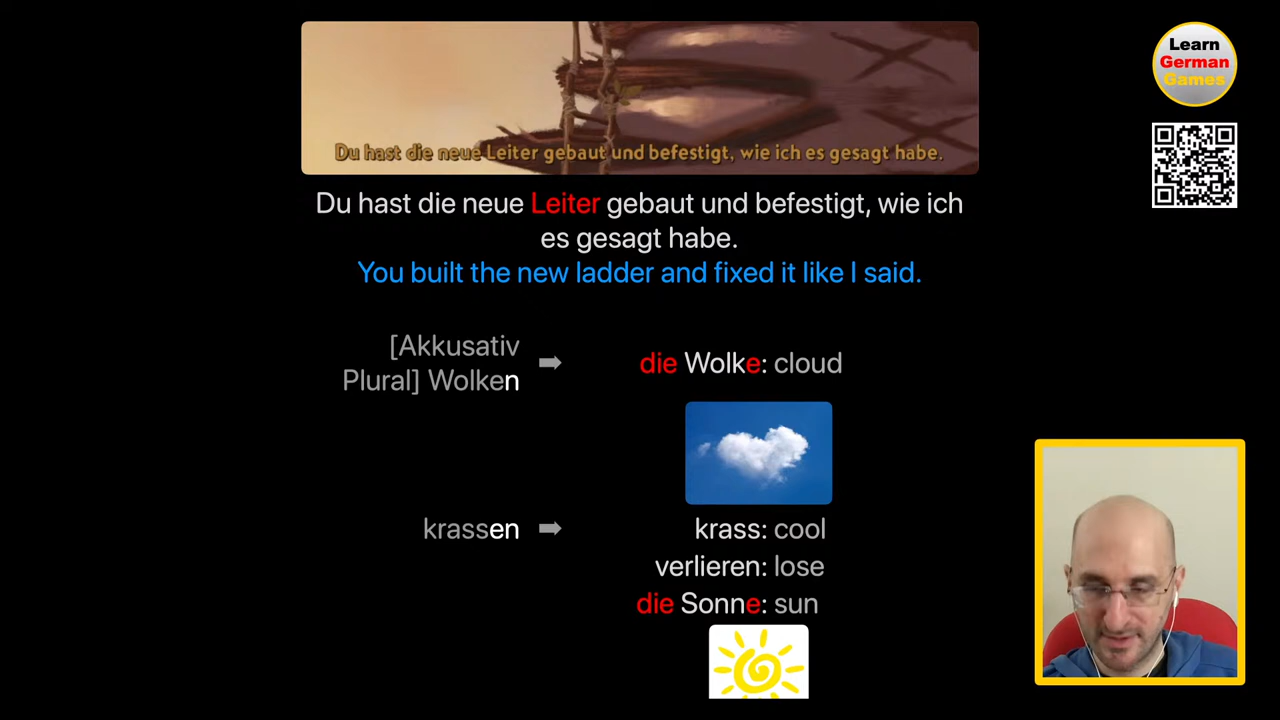 Learn
German
Games
Du hast die neue Leiter gebaut und befestigt, wie ich es gesagt habe.
Du hast die neue Leiter gebaut und befestigt, wie ich
es gesagt habe.
You built the new ladder and fixed it like I said.
[Akkusativ
Plural] Wolken ➡ die Wolke: cloud
krassen ➡ krass: cool
verlieren: lose
die Sonne: sun